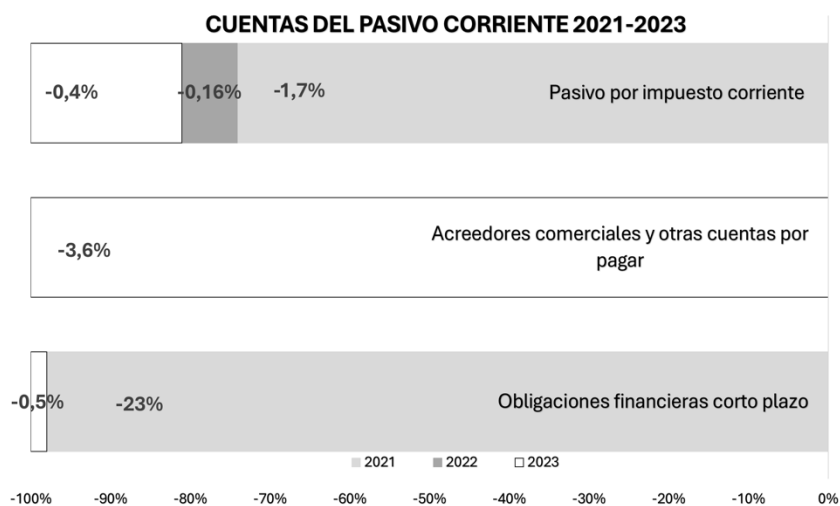 CUENTAS DEL PASIVO CORRIENTE 2021-2023
-0,4% -0,16% -1,7% Pasivo por impuesto corriente
-3,6% Acreedores comerciales y otras cuentas por
pagar
-0,5% -23% Obligaciones financieras corto plazo
2021 2022 2023
-100% -90% -80% -70% -60% -50% -40% -30% -20% -10% 0%